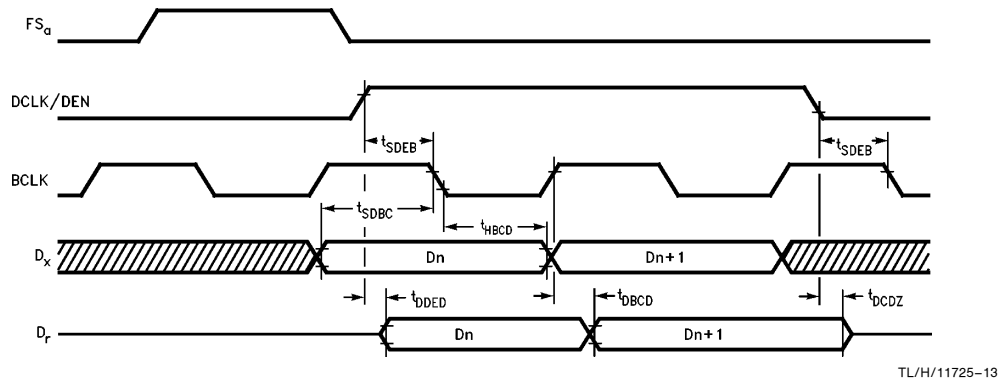 FSa
DCLK/DEN
tSDEB
tSDEB
BCLK
tSDBC
tHBCD
Dx
Dn
Dn+1
tDDED
tDBCD
tDCDZ
Dr
Dn
Dn+1
TL/H/11725-13